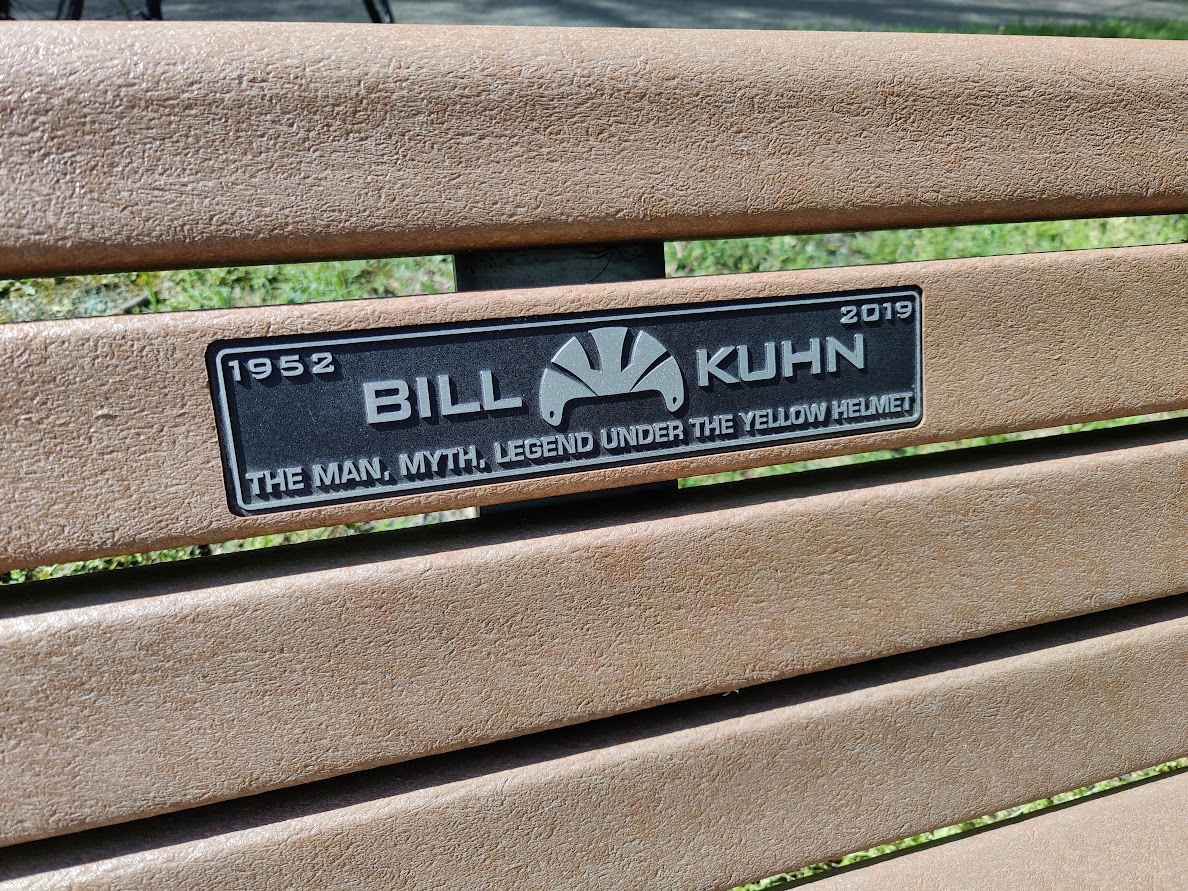 1952 2019
BILL KUHN
THE MAN, MYTH, LEGEND UNDER THE YELLOW HELMET